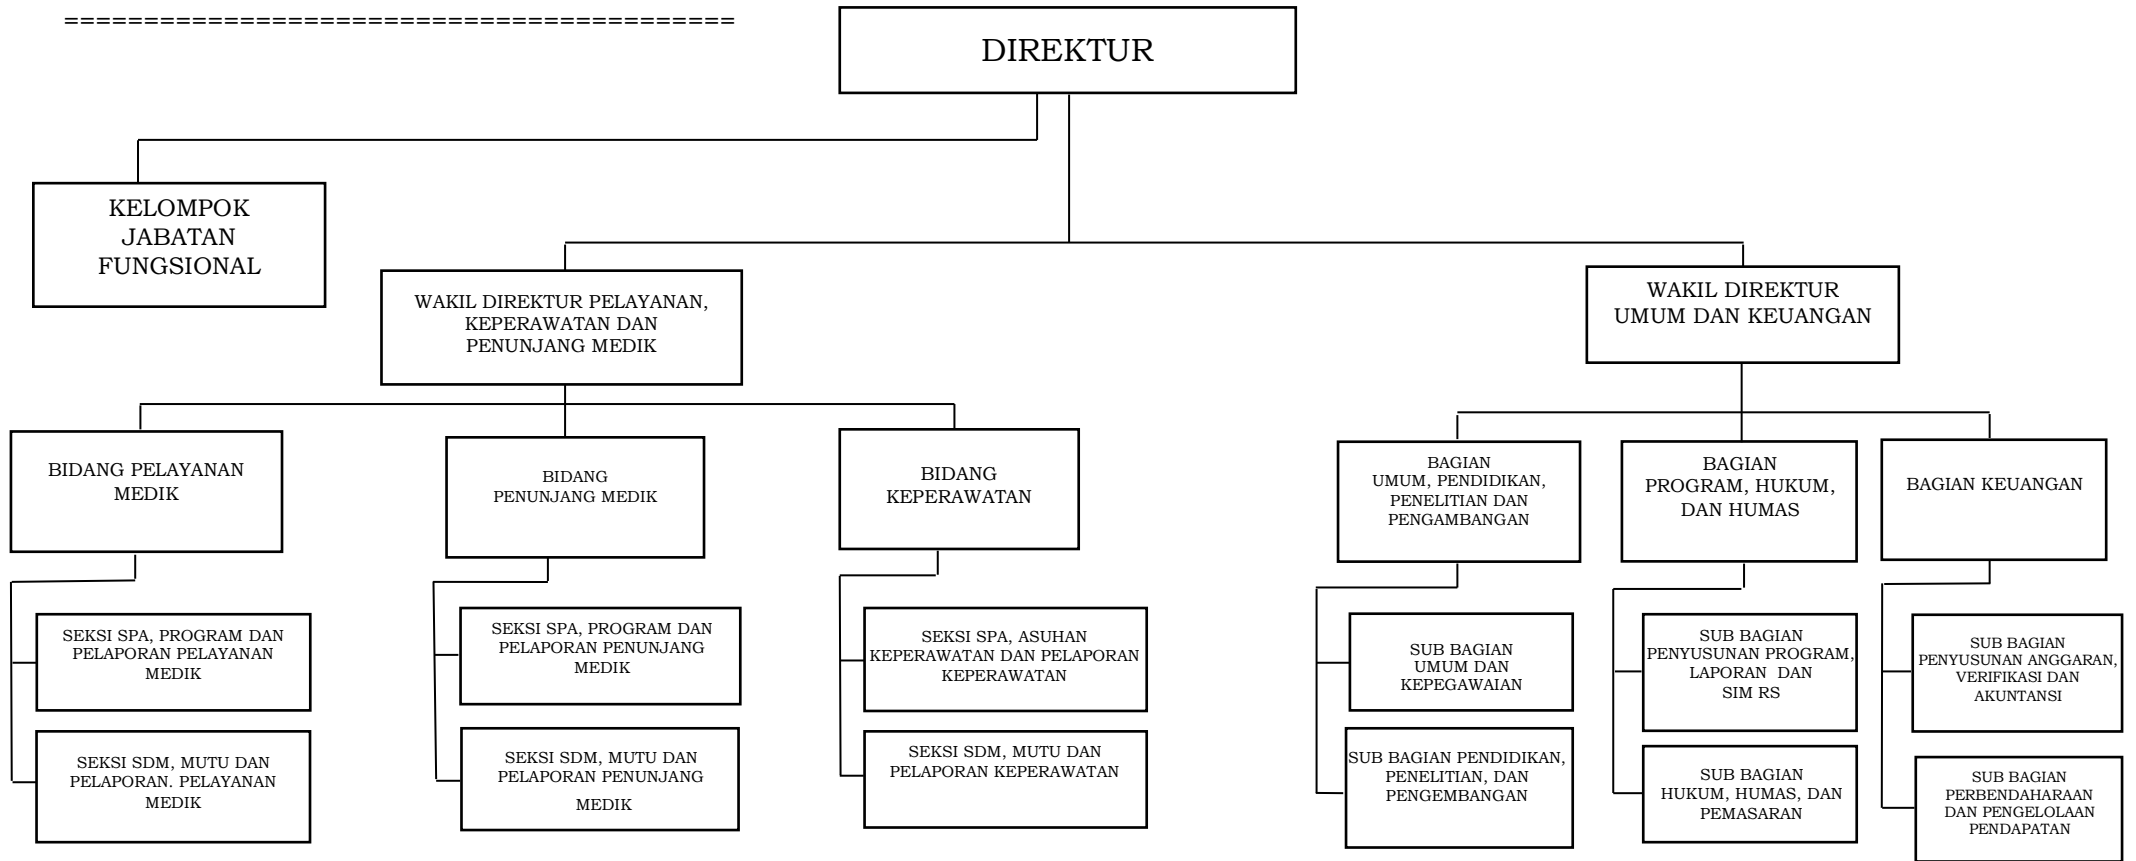 =======================================
DIREKTUR
KELOMPOK
JABATAN
FUNGSIONAL
WAKIL DIREKTUR PELAYANAN,
KEPERAWATAN DAN
PENUNJANG MEDIK
WAKIL DIREKTUR
UMUM DAN KEUANGAN
BIDANG PELAYANAN
MEDIK
BIDANG
PENUNJANG MEDIK
BIDANG
KEPERAWATAN
BAGIAN
UMUM, PENDIDIKAN,
PENELITIAN DAN
PENGAMBANGAN
BAGIAN
PROGRAM, HUKUM,
DAN HUMAS
BAGIAN KEUANGAN
SEKSI SPA, PROGRAM DAN
PELAPORAN PELAYANAN
MEDIK
SEKSI SPA, PROGRAM DAN
PELAPORAN PENUNJANG
MEDIK
SEKSI SPA, ASUHAN
KEPERAWATAN DAN PELAPORAN
KEPERAWATAN
SUB BAGIAN
UMUM DAN
KEPEGAWAIAN
SUB BAGIAN
PENYUSUNAN PROGRAM,
LAPORAN DAN
SIM RS
SUB BAGIAN
PENYUSUNAN ANGGARAN,
VERIFIKASI DAN
AKUNTANSI
SEKSI SDM, MUTU DAN
PELAPORAN. PELAYANAN
MEDIK
SEKSI SDM, MUTU DAN
PELAPORAN PENUNJANG
MEDIK
SEKSI SDM, MUTU DAN
PELAPORAN KEPERAWATAN
SUB BAGIAN PENDIDIKAN,
PENELITIAN, DAN
PENGEMBANGAN
SUB BAGIAN
HUKUM, HUMAS, DAN
PEMASARAN
SUB BAGIAN
PERBENDAHARAAN
DAN PENGELOLAAN
PENDAPATAN